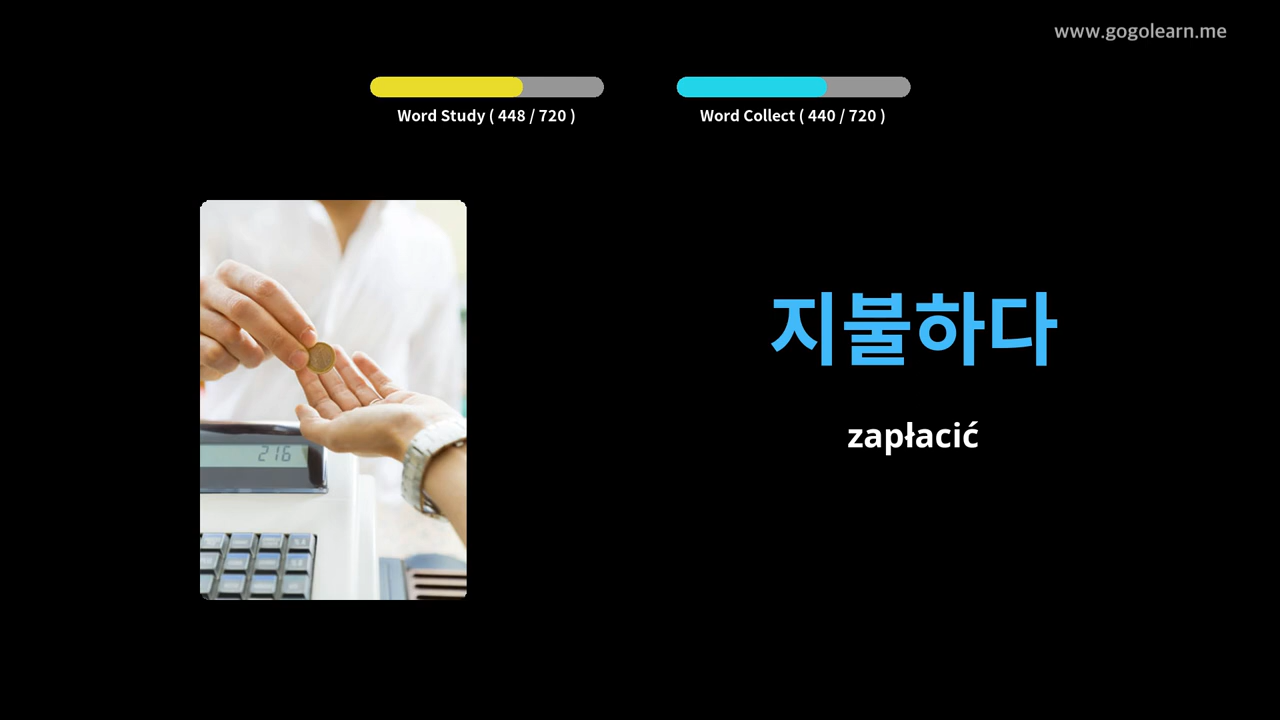 www.gogolearn.me
Word Study ( 448 / 720 )
Word Collect ( 440 / 720 )
지불하다
zapłacić
216